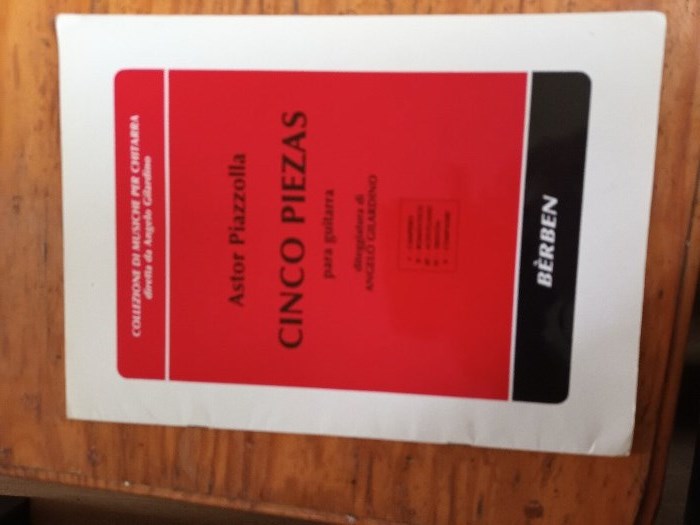 COLLEZIONE DI MUSICHE PER CHITARRA
diretta da Angelo Gilardino
Astor Piazzolla
CINCO PIEZAS
para guitarra
diteggiatura di
ANGELO GILARDINO
BÈRBEN